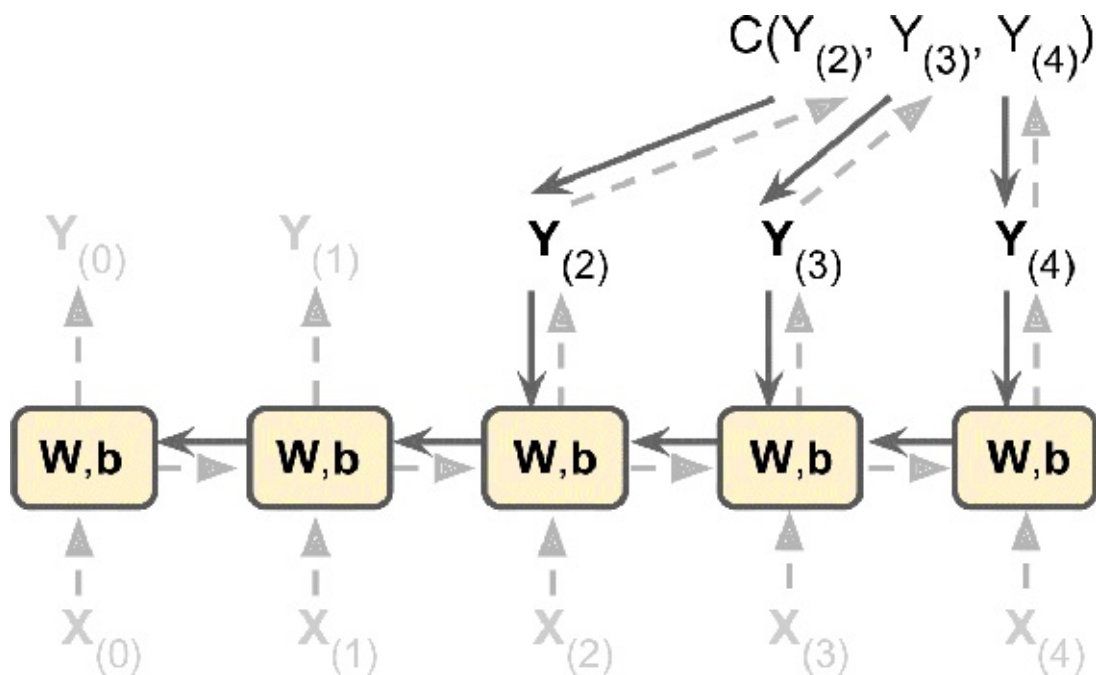 C(Y(2), Y(3), Y(4))
Y(0) Y(1) Y(2) Y(3) Y(4)
W,b W,b W,b W,b W,b
X(0) X(1) X(2) X(3) X(4)